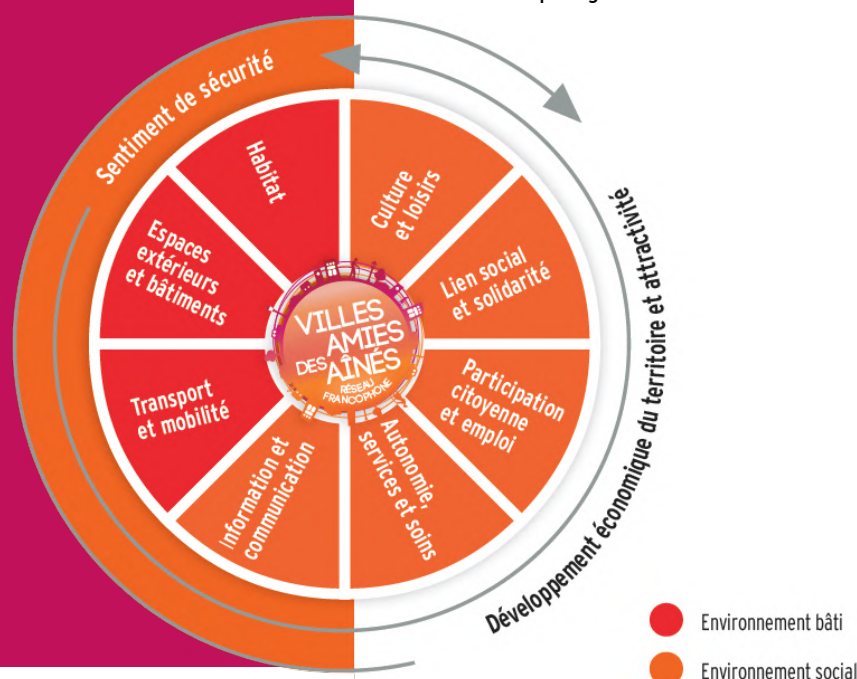 Sentiment de sécurité
Habitat
Culture
et loisirs
Espaces
extérieurs
et bâtiments
Lien social
et solidarité
VILLES
AMIES
DES AÎNÉS
RÉSEAU
FRANCOPHONE
Transport
et mobilité
Participation
citoyenne
et emploi
Information et
communication
Autonomie,
services et soins
Développement économique du territoire et attractivité
Environnement bâti
Environnement social